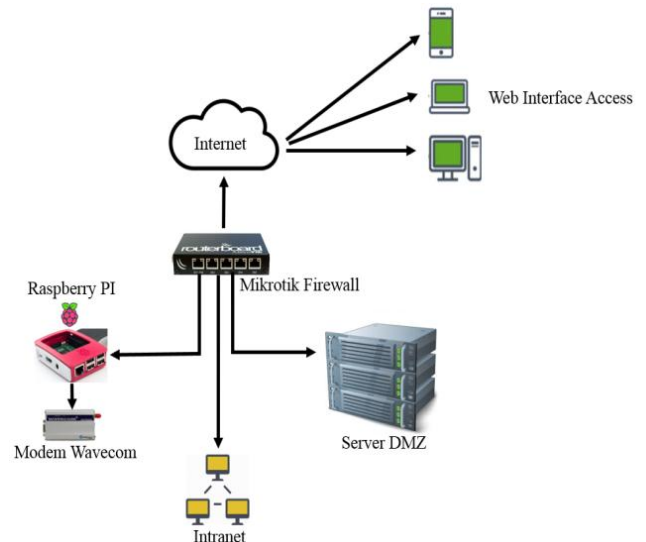 Web Interface Access
Internet
routerboard
Mikrotik Firewall
Raspberry PI
Modem Wavecom
Server DMZ
Intranet